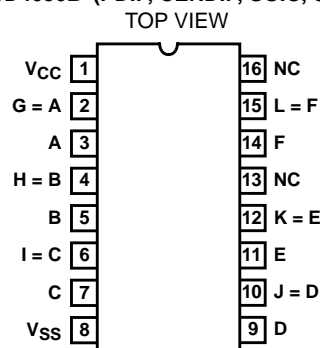 TOP VIEW
VCC 1 16 NC
G = A 2 15 L = F
A 3 14 F
H = B 4 13 NC
B 5 12 K = E
I = C 6 11 E
C 7 10 J = D
VSS 8 9 D